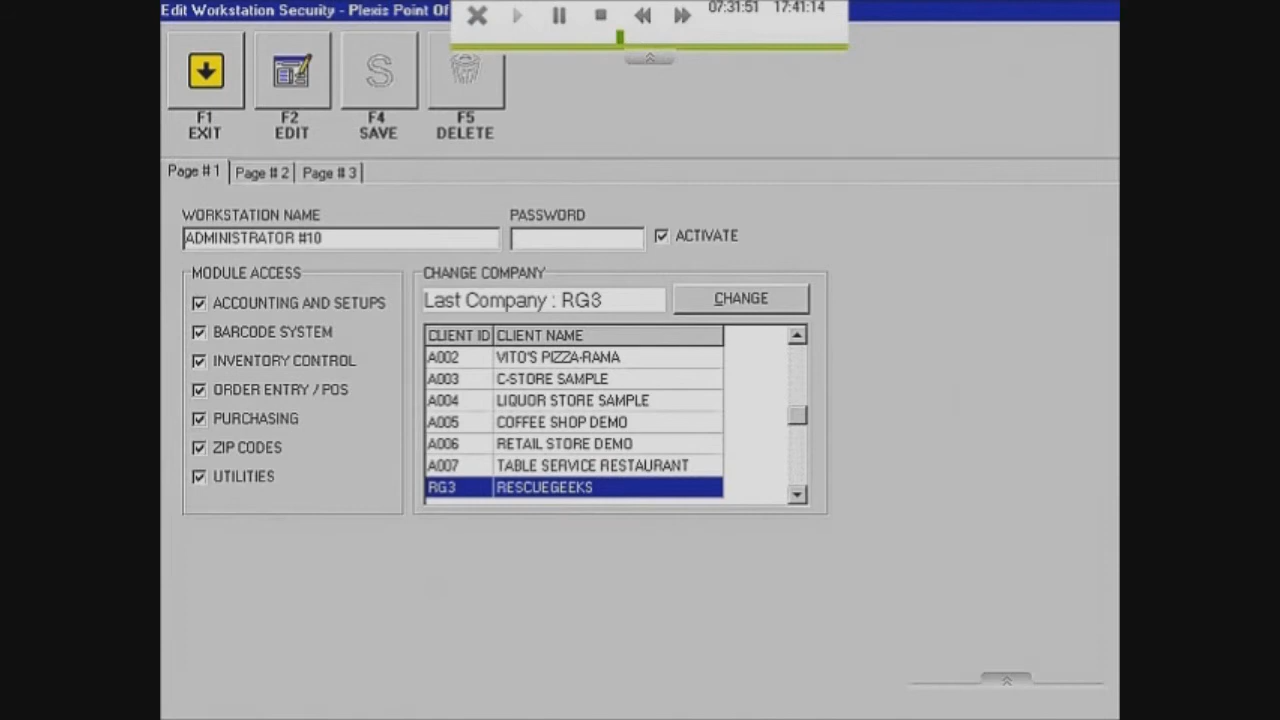 Edit Workstation Security - Plexis Point Of
07:31:51 17:41:14
F1 EXIT
F2 EDIT
S
F4 SAVE
F5 DELETE
Page # 1 Page # 2 Page # 3
WORKSTATION NAME PASSWORD
ADMINISTRATOR #10 ACTIVATE
MODULE ACCESS
ACCOUNTING AND SETUPS
BARCODE SYSTEM
INVENTORY CONTROL
ORDER ENTRY / POS
PURCHASING
ZIP CODES
UTILITIES
CHANGE COMPANY
Last Company : RG3 CHANGE
CLIENT ID CLIENT NAME
A002 VITO'S PIZZA-RAMA
A003 C-STORE SAMPLE
A004 LIQUOR STORE SAMPLE
A005 COFFEE SHOP DEMO
A006 RETAIL STORE DEMO
A007 TABLE SERVICE RESTAURANT
RG3 RESCUEGEEKS